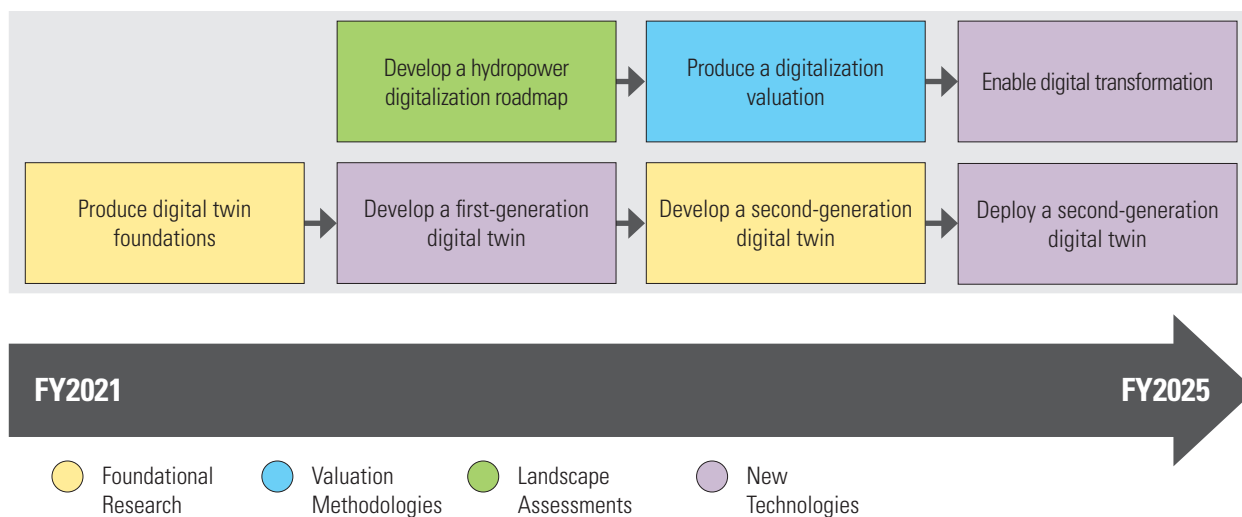 Develop a hydropower
digitalization roadmap
Produce a digitalization
valuation
Enable digital transformation
Produce digital twin
foundations
Develop a first-generation
digital twin
Develop a second-generation
digital twin
Deploy a second-generation
digital twin
FY2021
FY2025
Foundational
Research
Valuation
Methodologies
Landscape
Assessments
New
Technologies